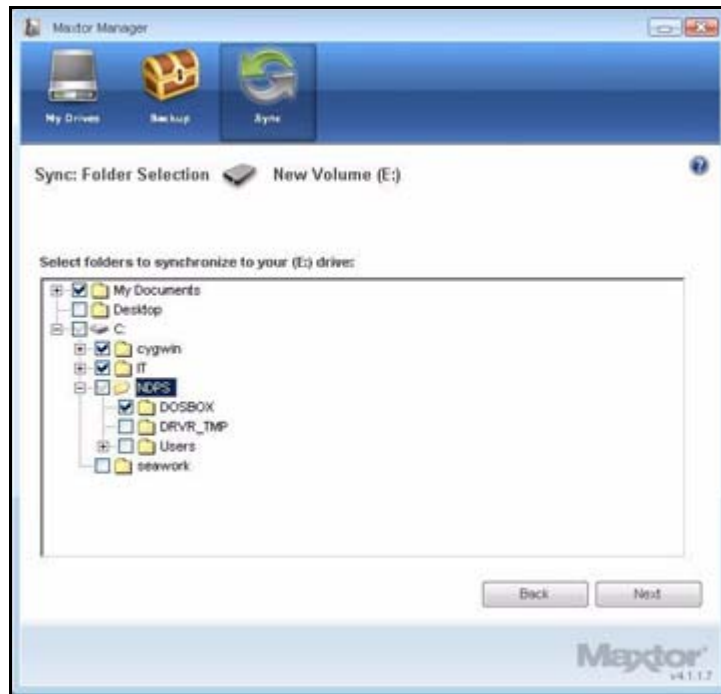 Maxtor Manager
My Drives Backup Sync
Sync: Folder Selection New Volume (E:)
Select folders to synchronize to your (E:) drive:
My Documents
Desktop
C:
cygwin
IT
NDPS
DOSBOX
DRVR_TMP
Users
seawork
Back Next
Maxtor
v4.1.1.7